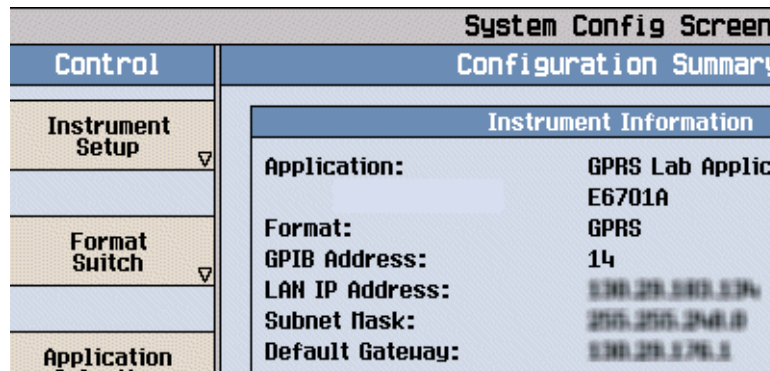 System Config Screen
Control
Configuration Summary
Instrument
Setup
Instrument Information
Application:
GPRS Lab Applic
E6701A
Format:
GPRS
Format
Switch
GPIB Address:
14
LAN IP Address:
Subnet Mask:
Default Gateway:
Application